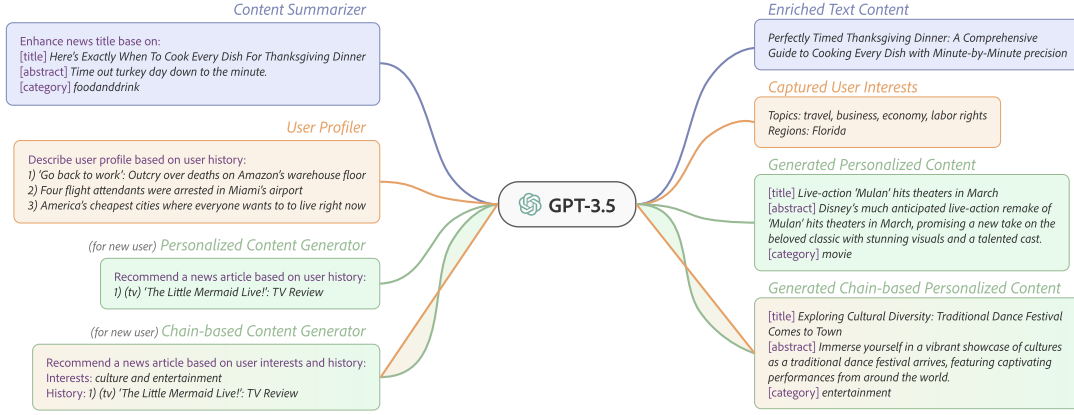 Content Summarizer
Enhance news title base on:
[title] Here's Exactly When To Cook Every Dish For Thanksgiving Dinner
[abstract] Time out turkey day down to the minute.
[category] foodanddrink
User Profiler
Describe user profile based on user history:
1) 'Go back to work': Outcry over deaths on Amazon's warehouse floor
2) Four flight attendants were arrested in Miami's airport
3) America's cheapest cities where everyone wants to to live right now
(for new user) Personalized Content Generator
Recommend a news article based on user history:
1) (tv) 'The Little Mermaid Live!': TV Review
(for new user) Chain-based Content Generator
Recommend a news article based on user interests and history:
Interests: culture and entertainment
History: 1) (tv) 'The Little Mermaid Live!': TV Review
GPT-3.5
Enriched Text Content
Perfectly Timed Thanksgiving Dinner: A Comprehensive
Guide to Cooking Every Dish with Minute-by-Minute precision
Captured User Interests
Topics: travel, business, economy, labor rights
Regions: Florida
Generated Personalized Content
[title] Live-action 'Mulan' hits theaters in March
[abstract] Disney's much anticipated live-action remake of
'Mulan' hits theaters in March, promising a new take on the
beloved classic with stunning visuals and a talented cast.
[category] movie
Generated Chain-based Personalized Content
[title] Exploring Cultural Diversity: Traditional Dance Festival
Comes to Town
[abstract] Immerse yourself in a vibrant showcase of cultures
as a traditional dance festival arrives, featuring captivating
performances from around the world.
[category] entertainment